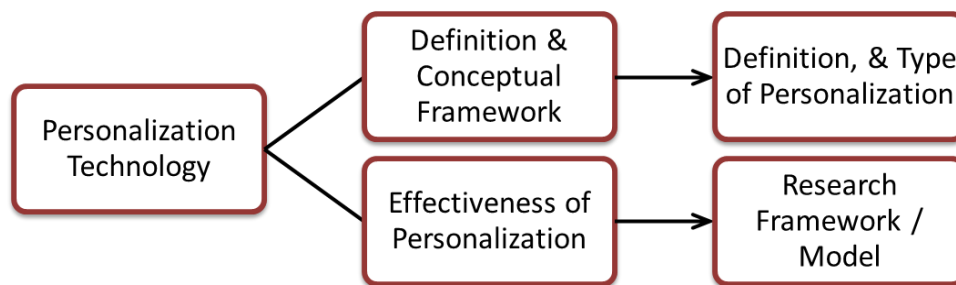 Personalization
Technology
Definition &
Conceptual
Framework
Definition, & Type
of Personalization
Effectiveness of
Personalization
Research
Framework /
Model